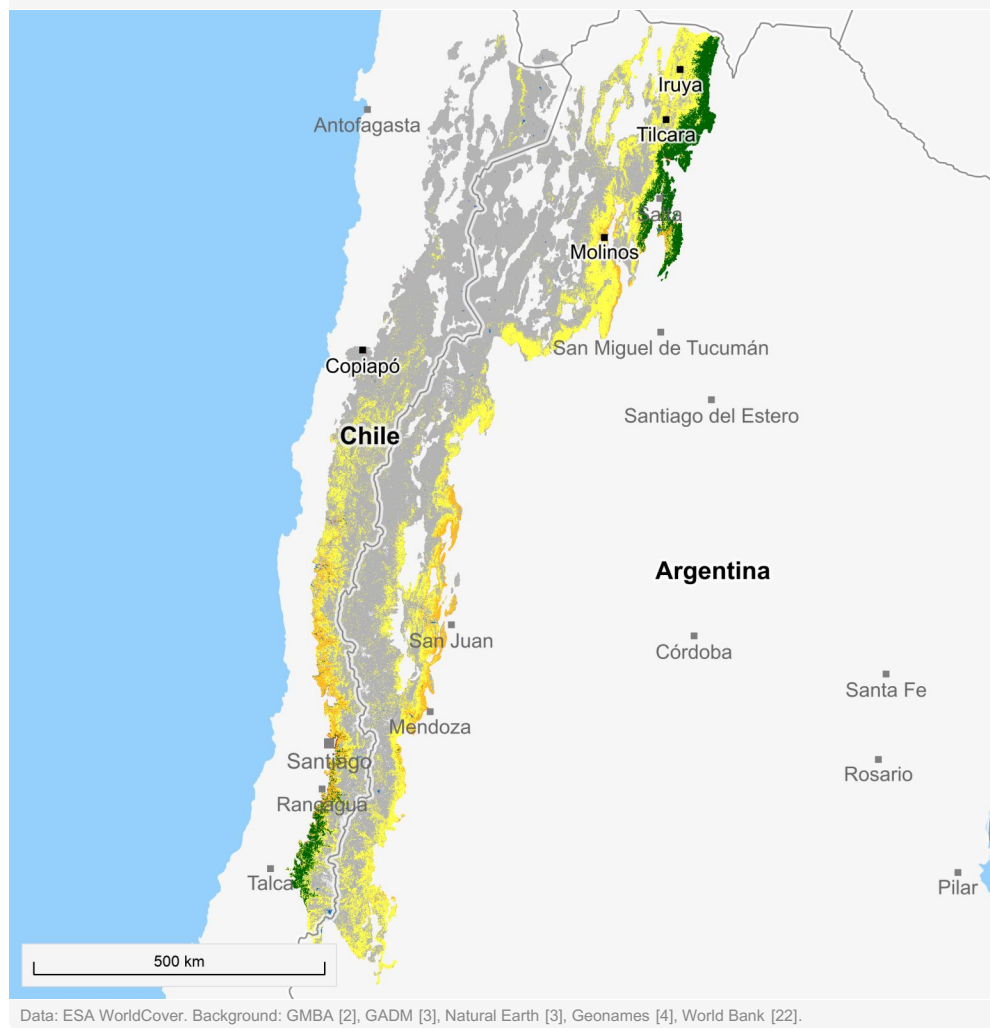 Iruya
Antofagasta
Tilcara
Salta
Molinos
San Miguel de Tucumán
Copiapó
Santiago del Estero
Chile
Argentina
San Juan
Córdoba
Santa Fe
Mendoza
Santiago
Rosario
Rancagua
Talca
Pilar
500 km
Data: ESA WorldCover. Background: GMBA [2], GADM [3], Natural Earth [3], Geonames [4], World Bank [22].